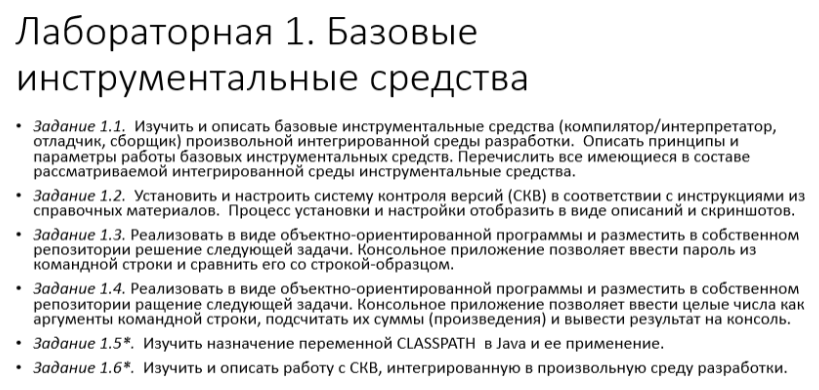 Лабораторная 1. Базовые
инструментальные средства
• Задание 1.1. Изучить и описать базовые инструментальные средства (компилятор/интерпретатор,
отладчик, сборщик) произвольной интегрированной среды разработки. Описать принципы и
параметры работы базовых инструментальных средств. Перечислить все имеющиеся в составе
рассматриваемой интегрированной среды инструментальные средства.
• Задание 1.2. Установить и настроить систему контроля версий (СКВ) в соответствии с инструкциями из
справочных материалов. Процесс установки и настройки отобразить в виде описаний и скриншотов.
• Задание 1.3. Реализовать в виде объектно-ориентированной программы и разместить в собственном
репозитории решение следующей задачи. Консольное приложение позволяет ввести пароль из
командной строки и сравнить его со строкой-образцом.
• Задание 1.4. Реализовать в виде объектно-ориентированной программы и разместить в собственном
репозитории ращение следующей задачи. Консольное приложение позволяет ввести целые числа как
аргументы командной строки, подсчитать их суммы (произведения) и вывести результат на консоль.
• Задание 1.5*. Изучить назначение переменной CLASSPATH в Java и ее применение.
• Задание 1.6*. Изучить и описать работу с СКВ, интегрированную в произвольную среду разработки.